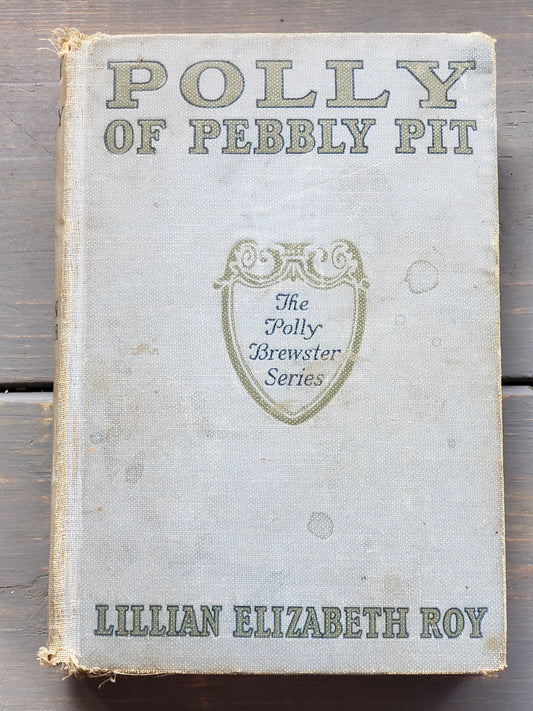 POLLY
OF PEBBLY PIT
The
Polly
Brewster
Series
LILLIAN ELIZABETH ROY